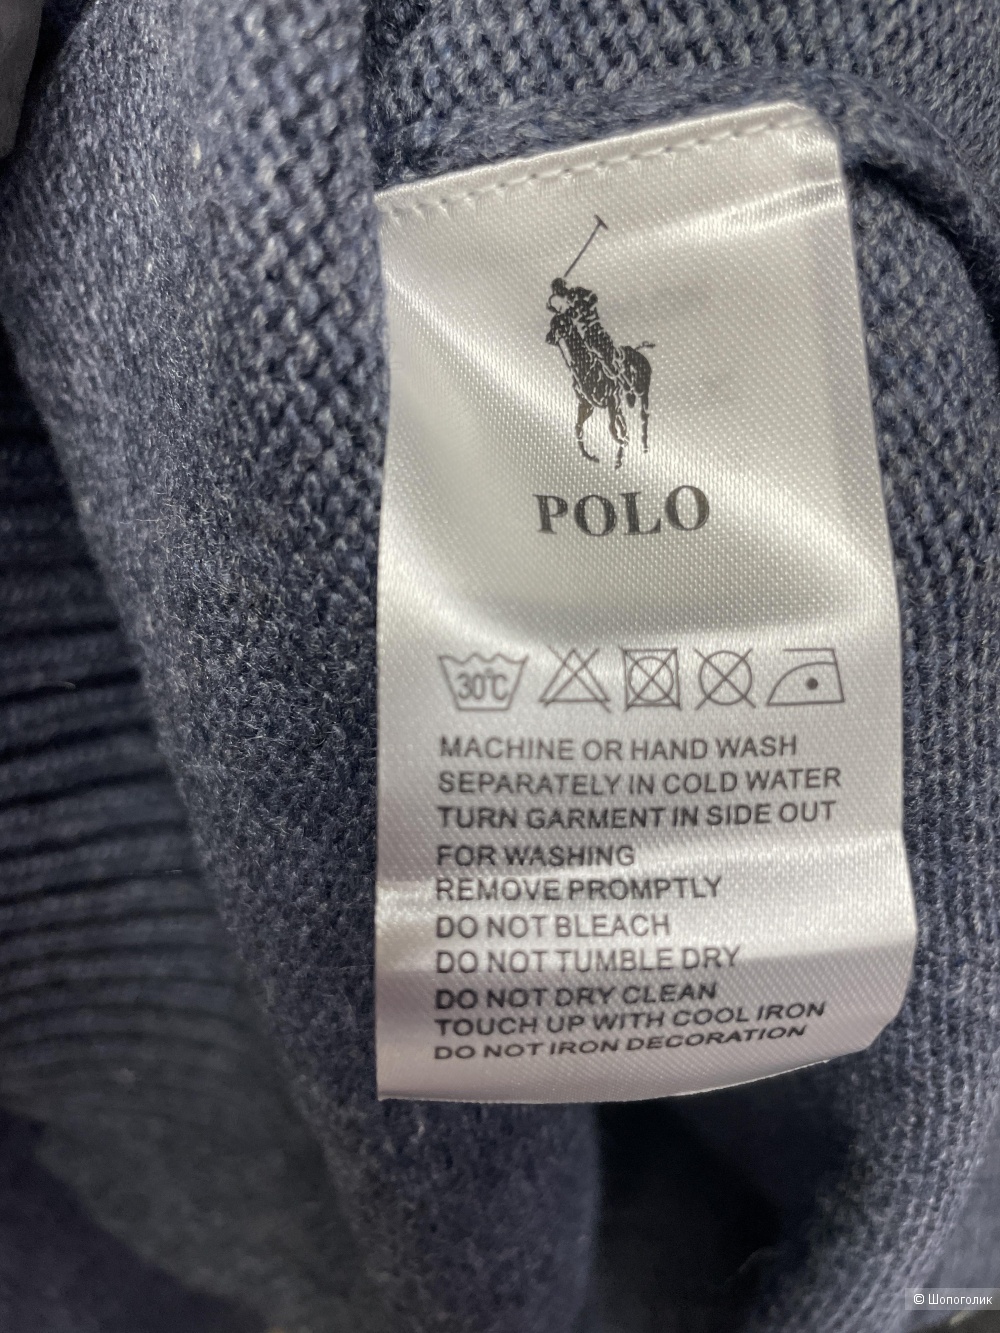 POLO
30°C
MACHINE OR HAND WASH
SEPARATELY IN COLD WATER
TURN GARMENT IN SIDE OUT
FOR WASHING
REMOVE PROMPTLY
DO NOT BLEACH
DO NOT TUMBLE DRY
DO NOT DRY CLEAN
TOUCH UP WITH COOL IRON
DO NOT IRON DECORATION
© Шопоголик